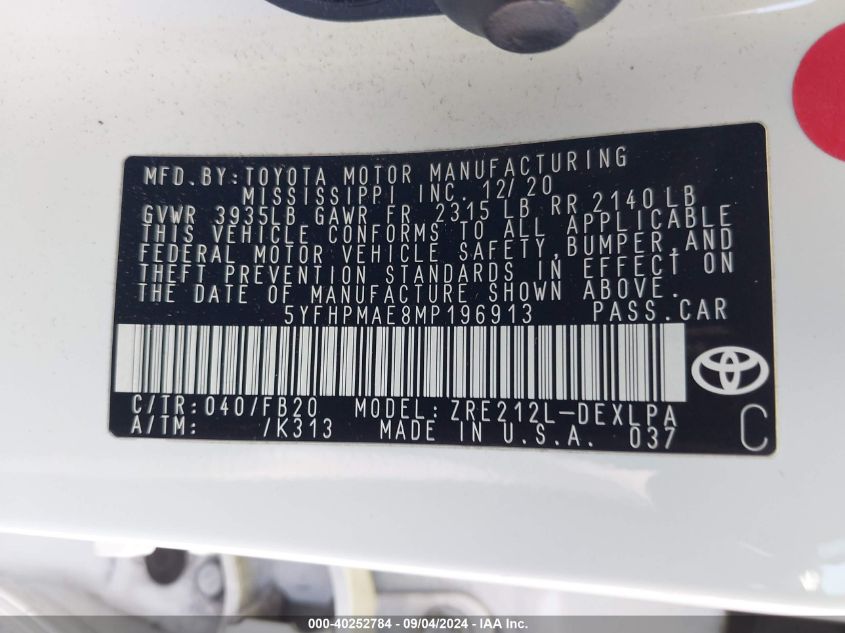 MFD.BY:TOYOTA MOTOR MANUFACTURING
MISSISSIPPI INC. 12/20
GVWR 3935LB GAWR FR 2315 LB RR 2140 LB
THIS VEHICLE CONFORMS TO ALL APPLICABLE
FEDERAL MOTOR VEHICLE SAFETY,BUMPER,AND
THEFT PREVENTION STANDARDS IN EFFECT ON
THE DATE OF MANUFACTURE SHOWN ABOVE.
5YFHPMAE8MP196913 PASS.CAR
C/TR:040/FB20 MODEL:ZRE212L-DEXLPA
A/TM: /K313 MADE IN U.S.A. 037 C
000-40252784 - 09/04/2024 - IAA Inc.